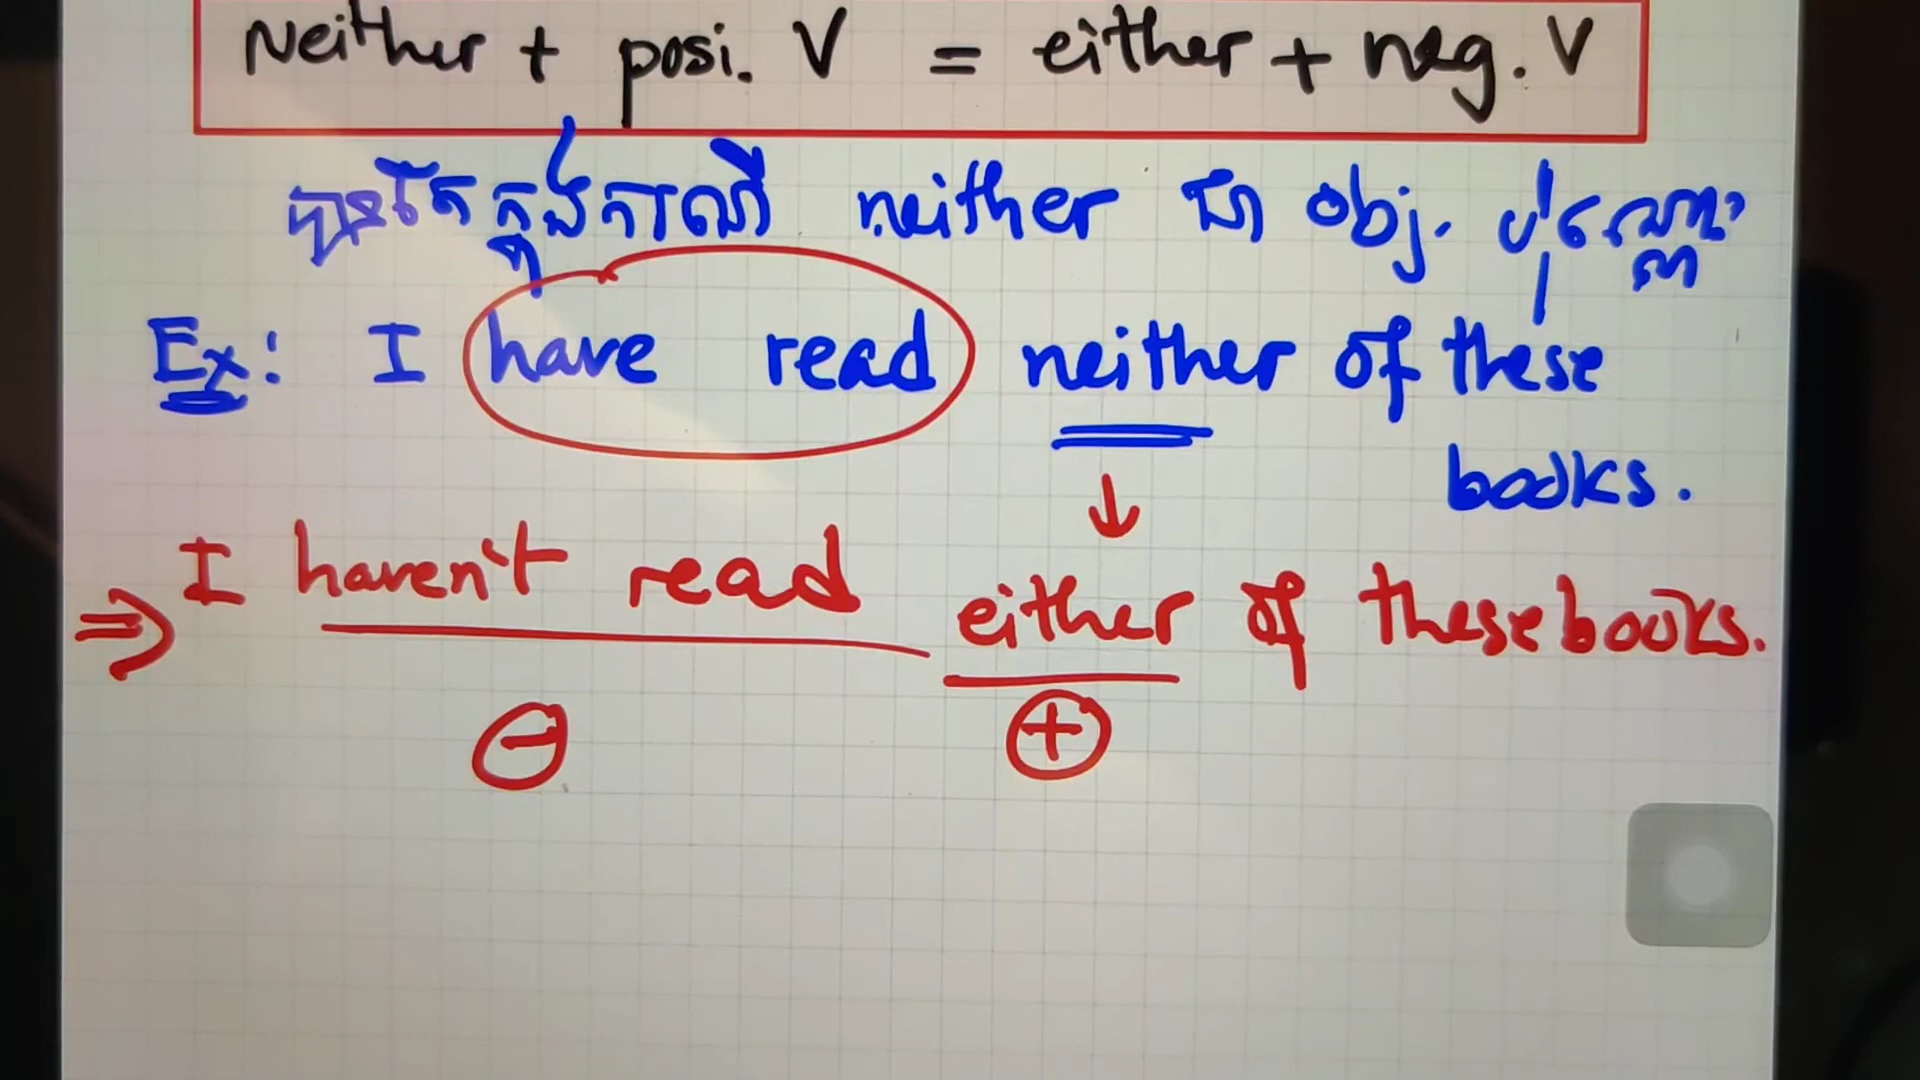 Neither + posi. V = either + neg. V
បានតែក្នុងករណី neither ជា obj. ប៉ុណ្ណោះ
Ex: I have read neither of these
books.
⇒ I haven't read either of these books.
- +